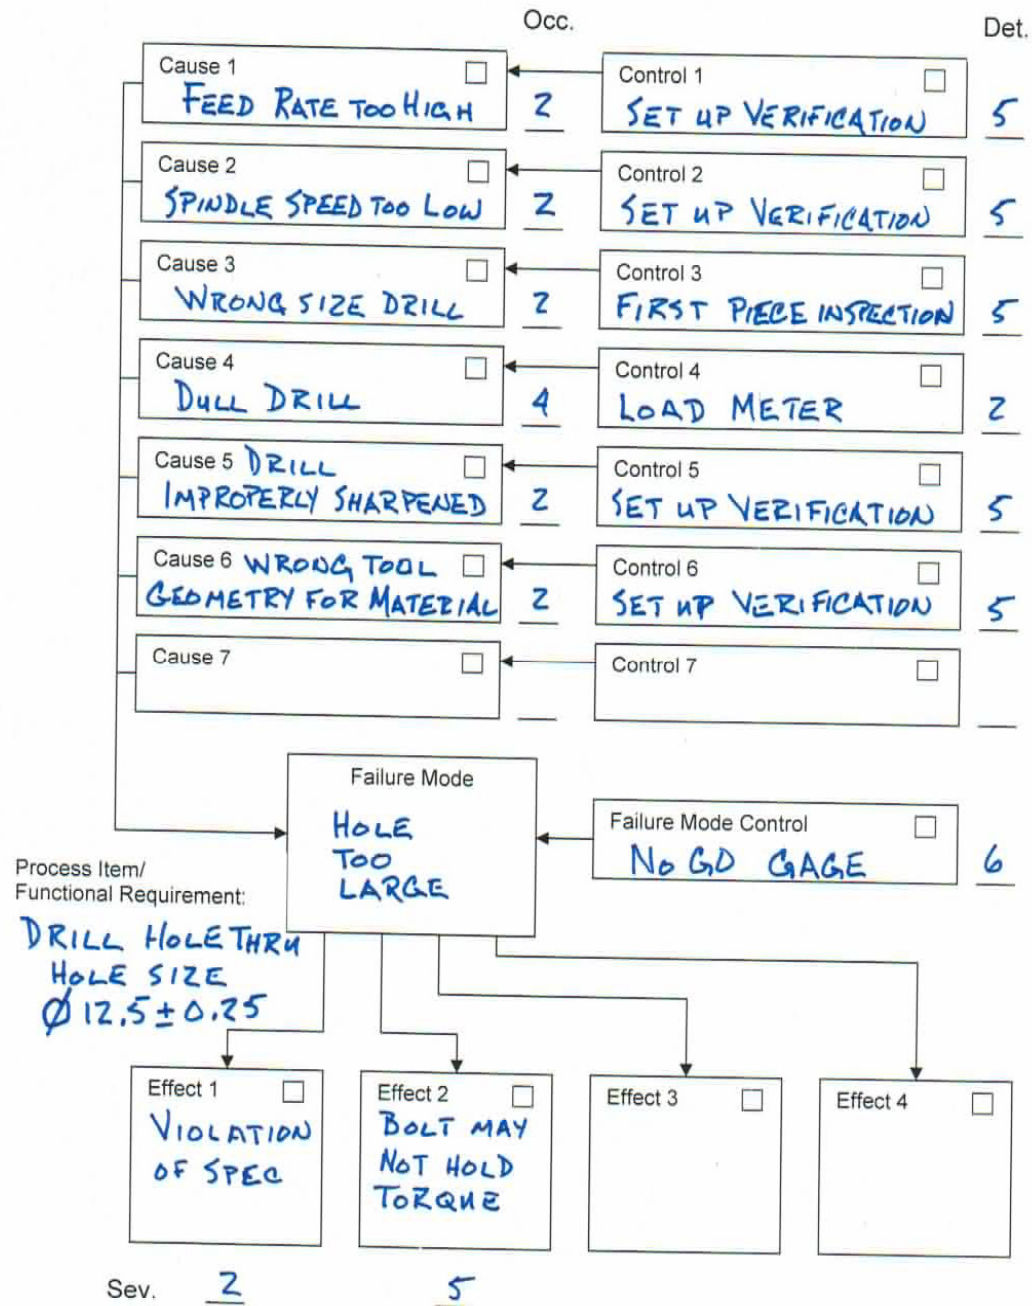 Occ.
Det.
Cause 1
FEED RATE TOO HIGH
2
Control 1
SET UP VERIFICATION
5
Cause 2
SPINDLE SPEED TOO LOW
2
Control 2
SET UP VERIFICATION
5
Cause 3
WRONG SIZE DRILL
2
Control 3
FIRST PIECE INSPECTION
5
Cause 4
DULL DRILL
4
Control 4
LOAD METER
2
Cause 5 DRILL
IMPROPERLY SHARPENED
2
Control 5
SET UP VERIFICATION
5
Cause 6 WRONG TOOL
GEOMETRY FOR MATERIAL
2
Control 6
SET UP VERIFICATION
5
Cause 7
Control 7
Failure Mode
HOLE
TOO
LARGE
Failure Mode Control
NO GO GAGE
6
Process Item/
Functional Requirement:
DRILL HOLE THRU
HOLE SIZE
Ø 12.5 ± 0.25
Effect 1
VIOLATION
OF SPEC
Effect 2
BOLT MAY
NOT HOLD
TORQUE
Effect 3
Effect 4
Sev. 2 5